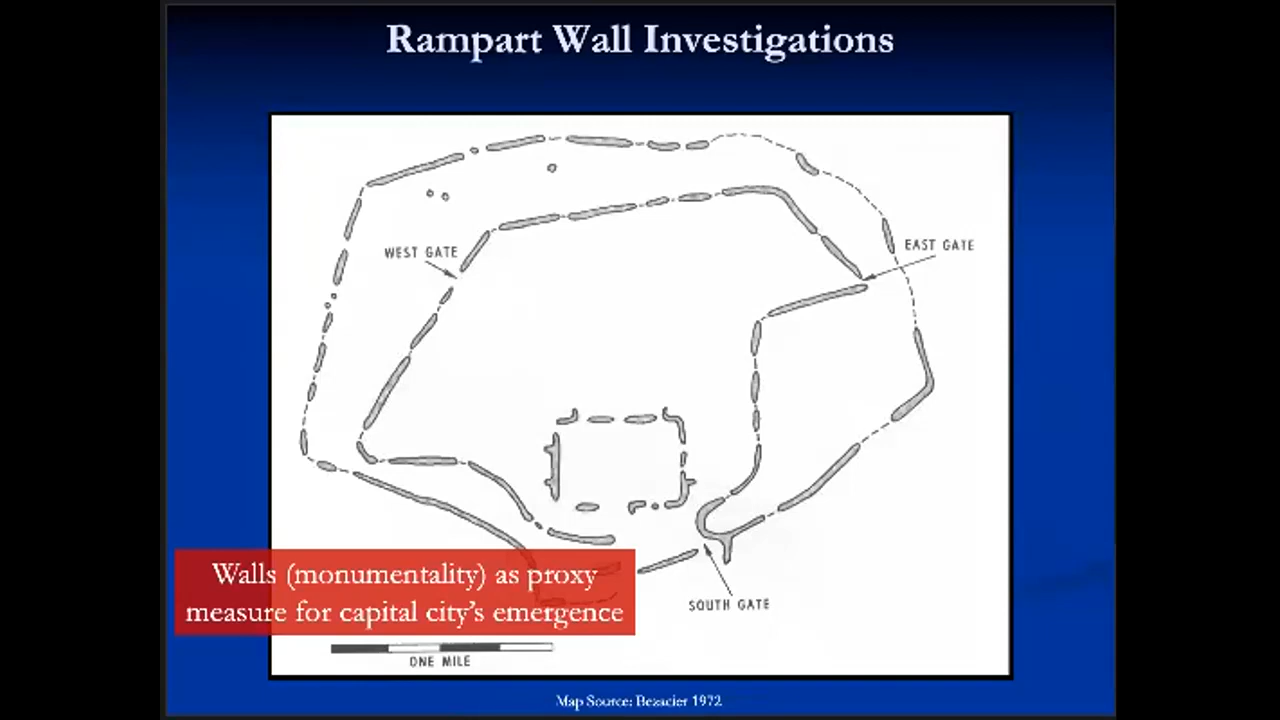 Rampart Wall Investigations
WEST GATE
EAST GATE
Walls (monumentality) as proxy
measure for capital city's emergence
SOUTH GATE
ONE MILE
Map Source: Bezacier 1972